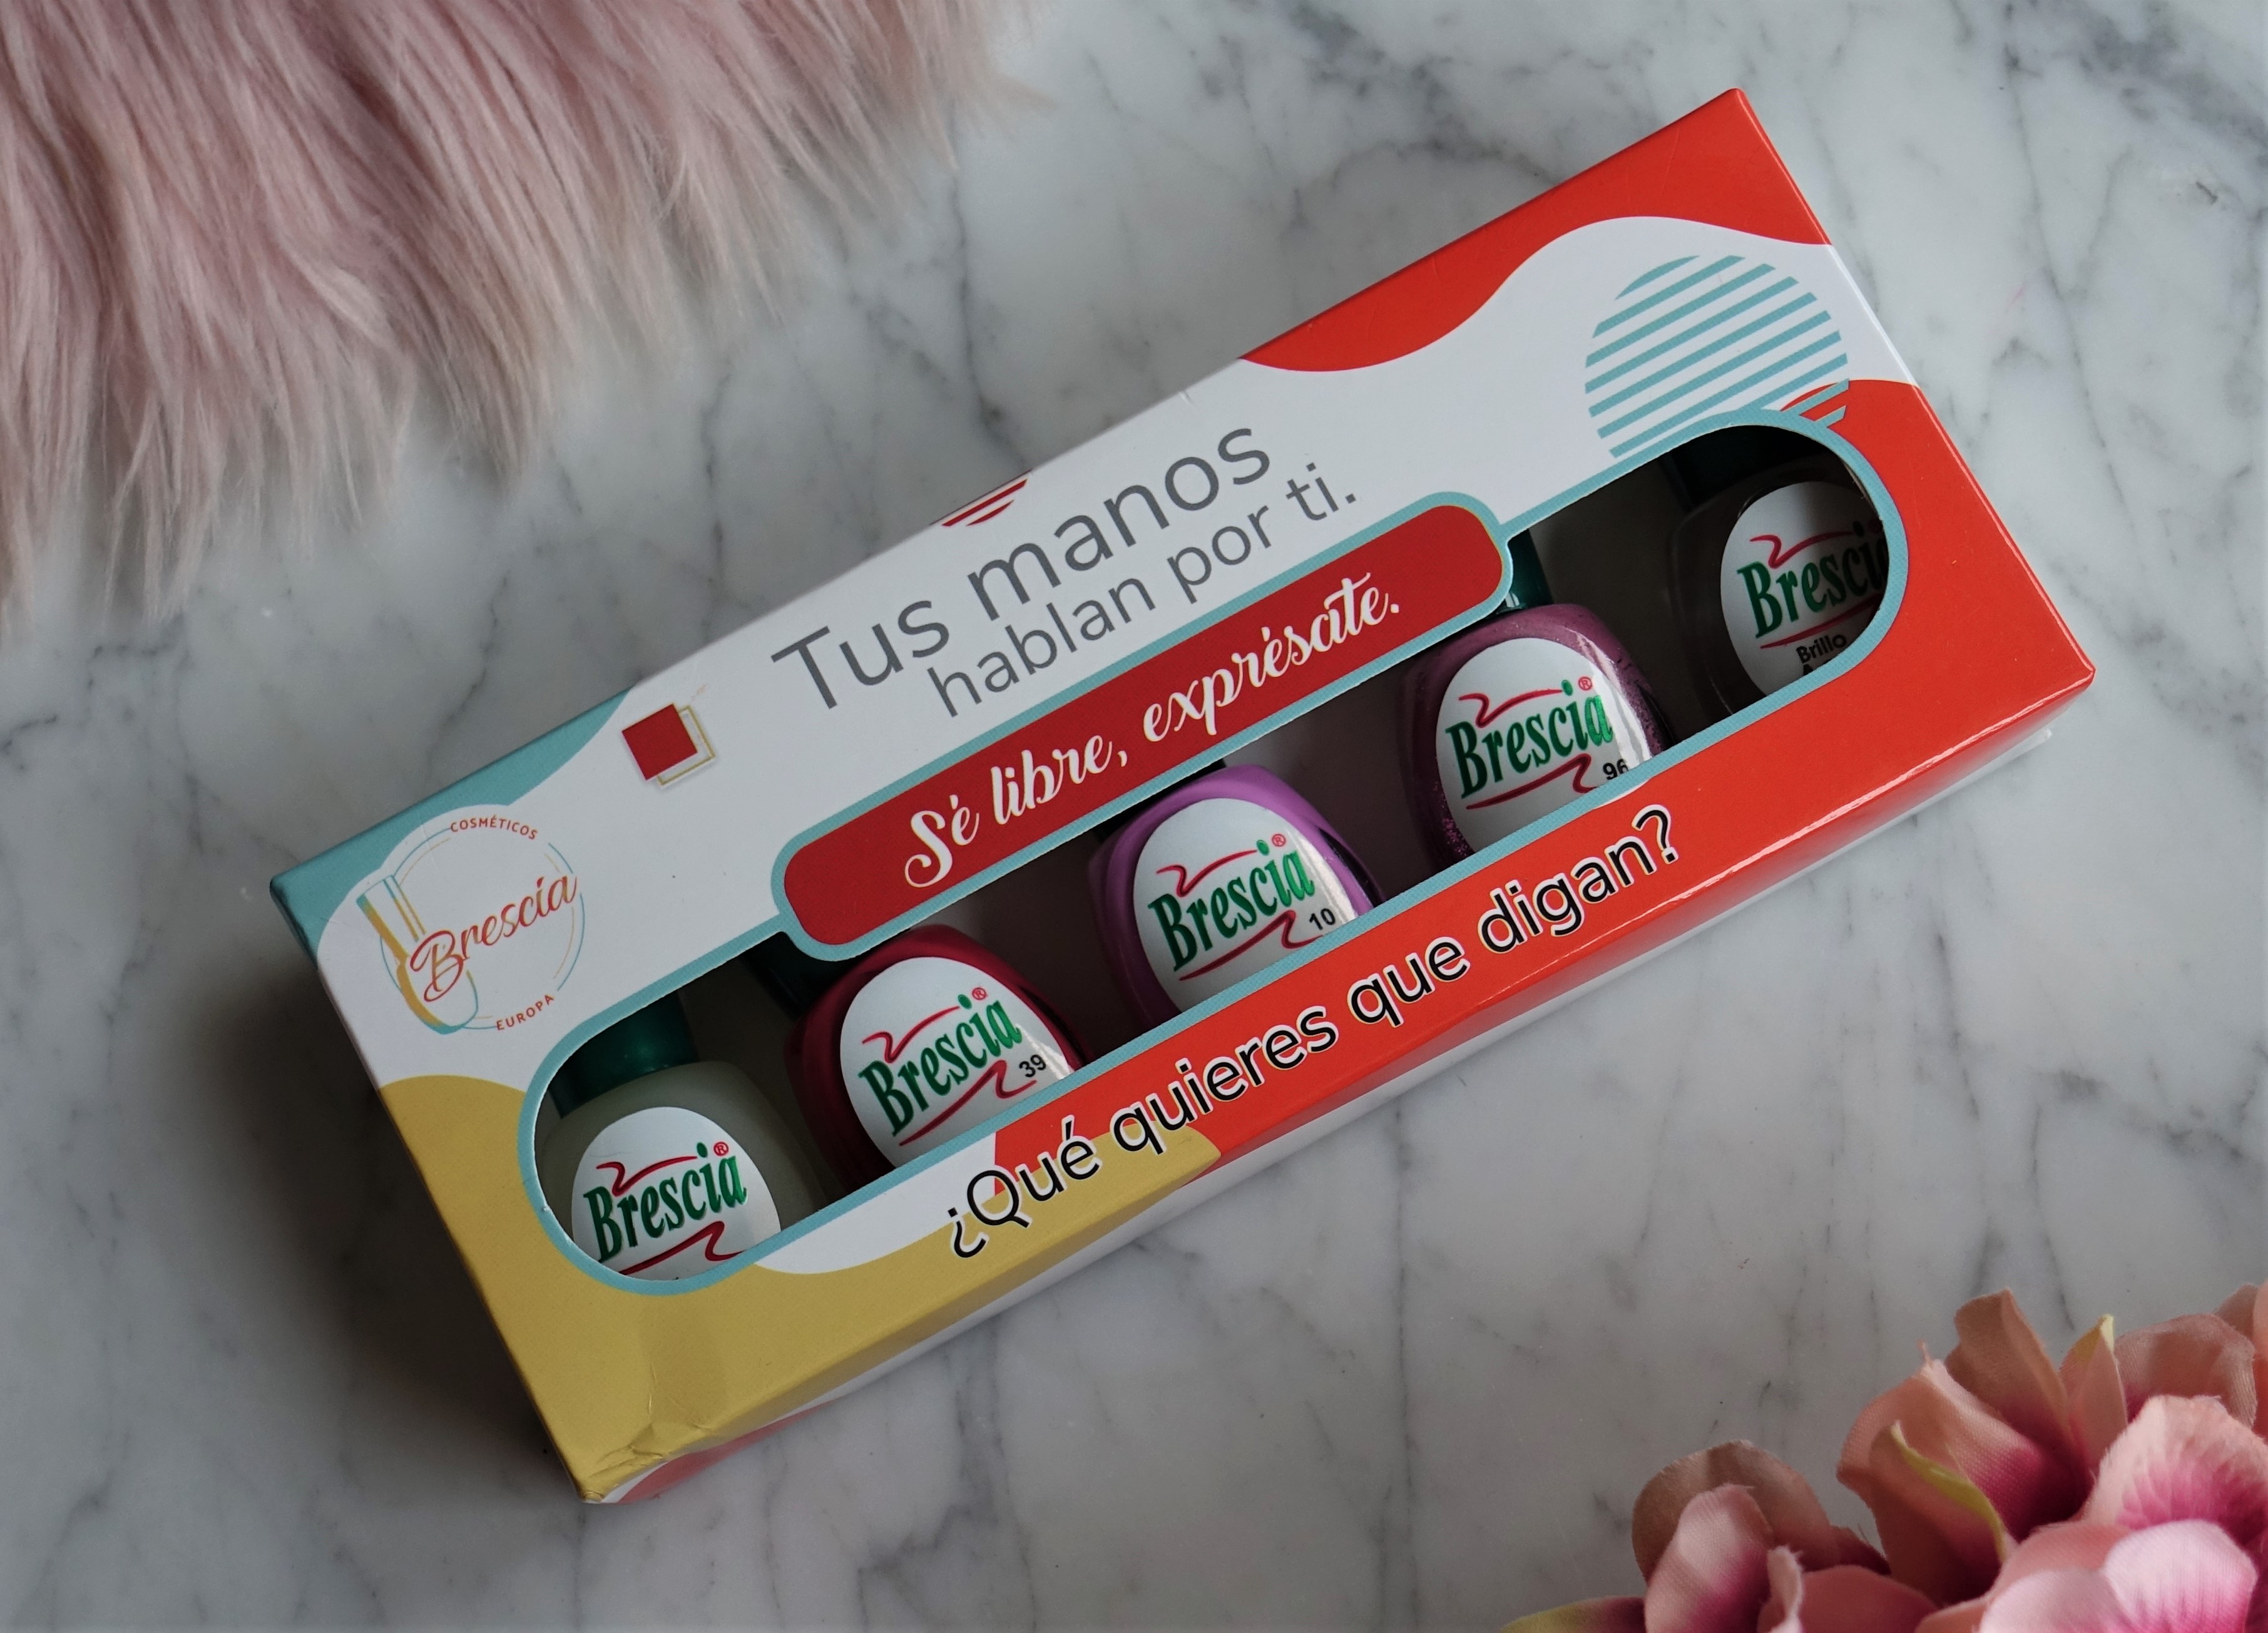 Tus manos
hablan por ti.
Sé libre, exprésate.
COSMÉTICOS
Brescia
EUROPA
Brescia®
Brescia®
39
Brescia®
10
Brescia®
96
Brescia
Brillo
¿Qué quieres que digan?